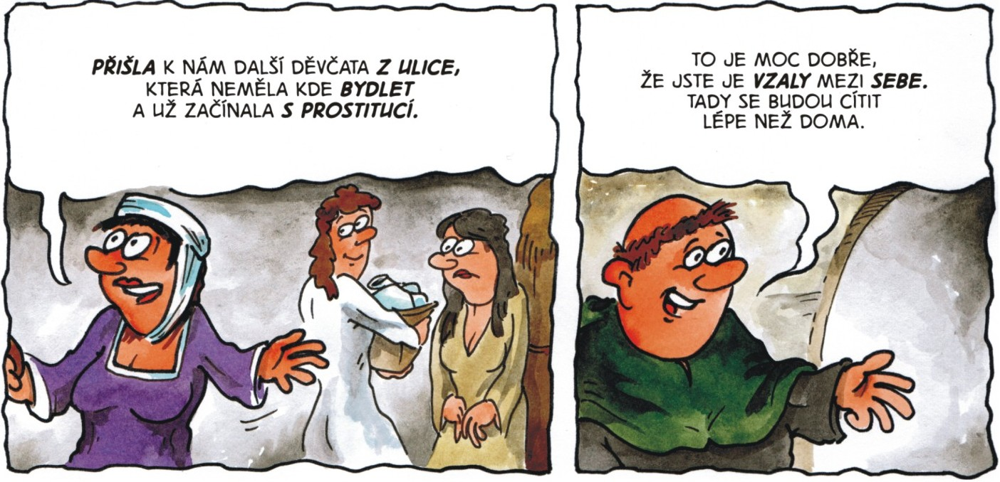 PŘIŠLA K NÁM DALŠÍ DĚVČATA Z ULICE,
KTERÁ NEMĚLA KDE BYDLET
A UŽ ZAČÍNALA S PROSTITUCÍ.
TO JE MOC DOBŘE,
ŽE JSTE JE VZALY MEZI SEBE.
TADY SE BUDOU CÍTIT
LÉPE NEŽ DOMA.